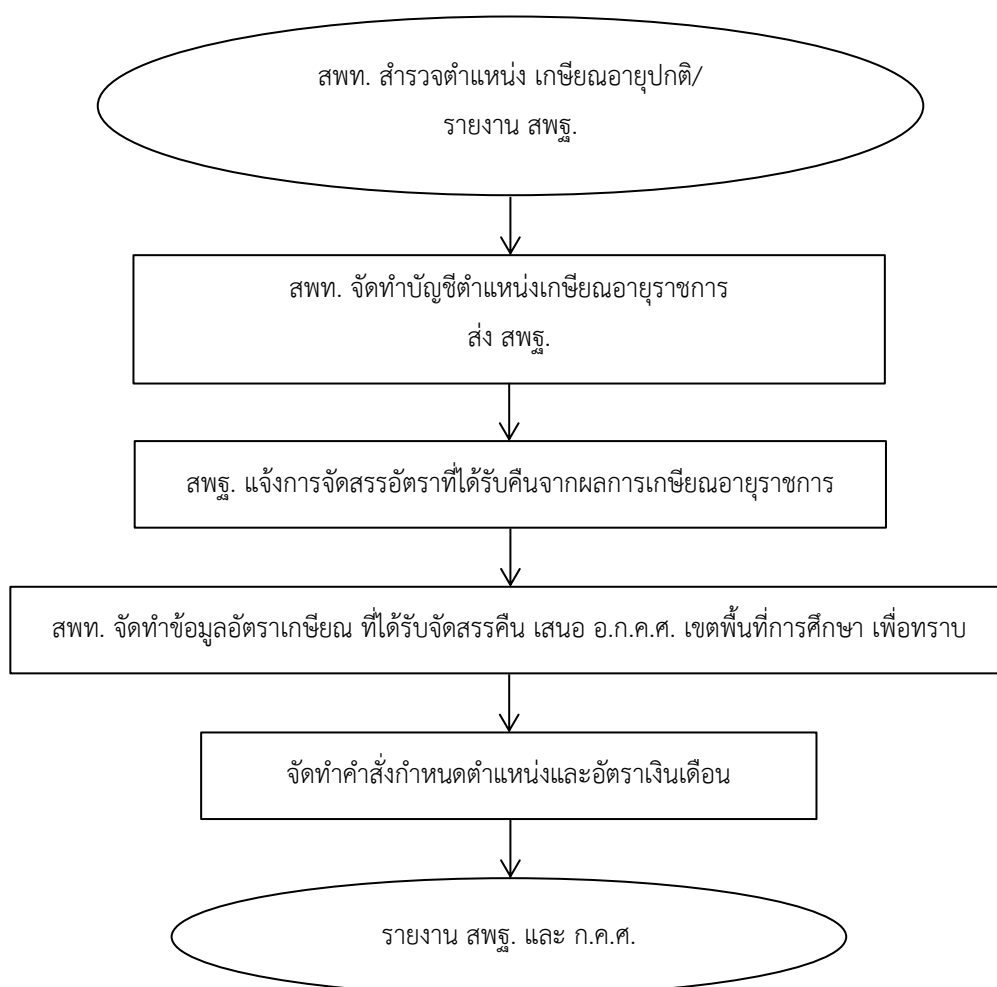 สพท. สำรวจตำแหน่ง เกษียณอายุปกติ/
รายงาน สพฐ.
สพท. จัดทำบัญชีตำแหน่งเกษียณอายุราชการ
ส่ง สพฐ.
สพฐ. แจ้งการจัดสรรอัตราที่ได้รับคืนจากผลการเกษียณอายุราชการ
สพท. จัดทำข้อมูลอัตราเกษียณ ที่ได้รับจัดสรรคืน เสนอ อ.ก.ค.ศ. เขตพื้นที่การศึกษา เพื่อทราบ
จัดทำคำสั่งกำหนดตำแหน่งและอัตราเงินเดือน
รายงาน สพฐ. และ ก.ค.ศ.